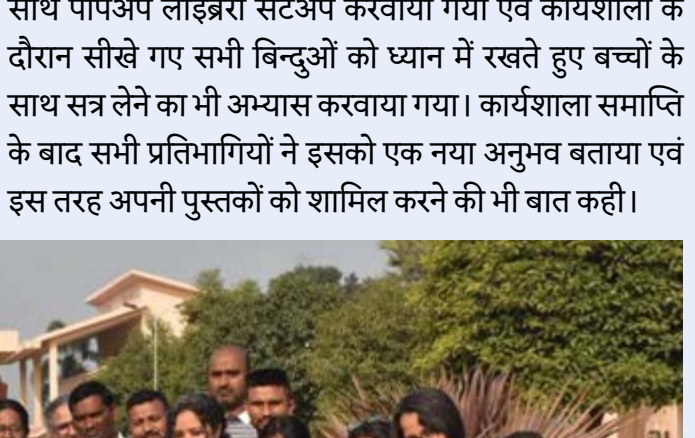 साथ पॉपअप लाइब्रेरी सेटअप करवाया गया एवं कार्यशाला के
दौरान सीखे गए सभी बिन्दुओं को ध्यान में रखते हुए बच्चों के
साथ सत्र लेने का भी अभ्यास करवाया गया। कार्यशाला समाप्ति
के बाद सभी प्रतिभागियों ने इसको एक नया अनुभव बताया एवं
इस तरह अपनी पुस्तकों को शामिल करने की भी बात कही।